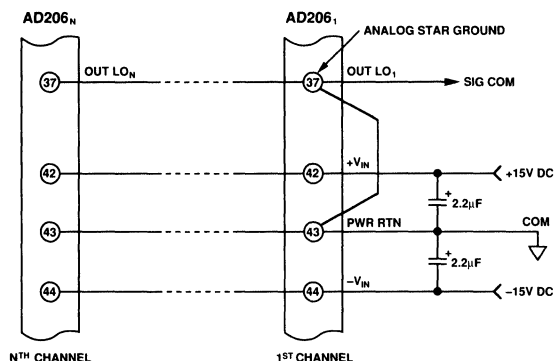 AD206N
AD2061
ANALOG STAR GROUND
37
OUT LON
37
OUT LO1
SIG COM
42
42
+VIN
+15V DC
+
2.2μF
43
43
PWR RTN
COM
+
2.2μF
44
44
–VIN
–15V DC
NTH CHANNEL
1ST CHANNEL